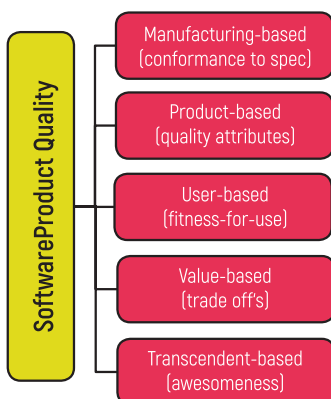 SoftwareProduct Quality
Manufacturing-based
(conformance to spec)
Product-based
(quality attributes)
User-based
(fitness-for-use)
Value-based
(trade off's)
Transcendent-based
(awesomeness)